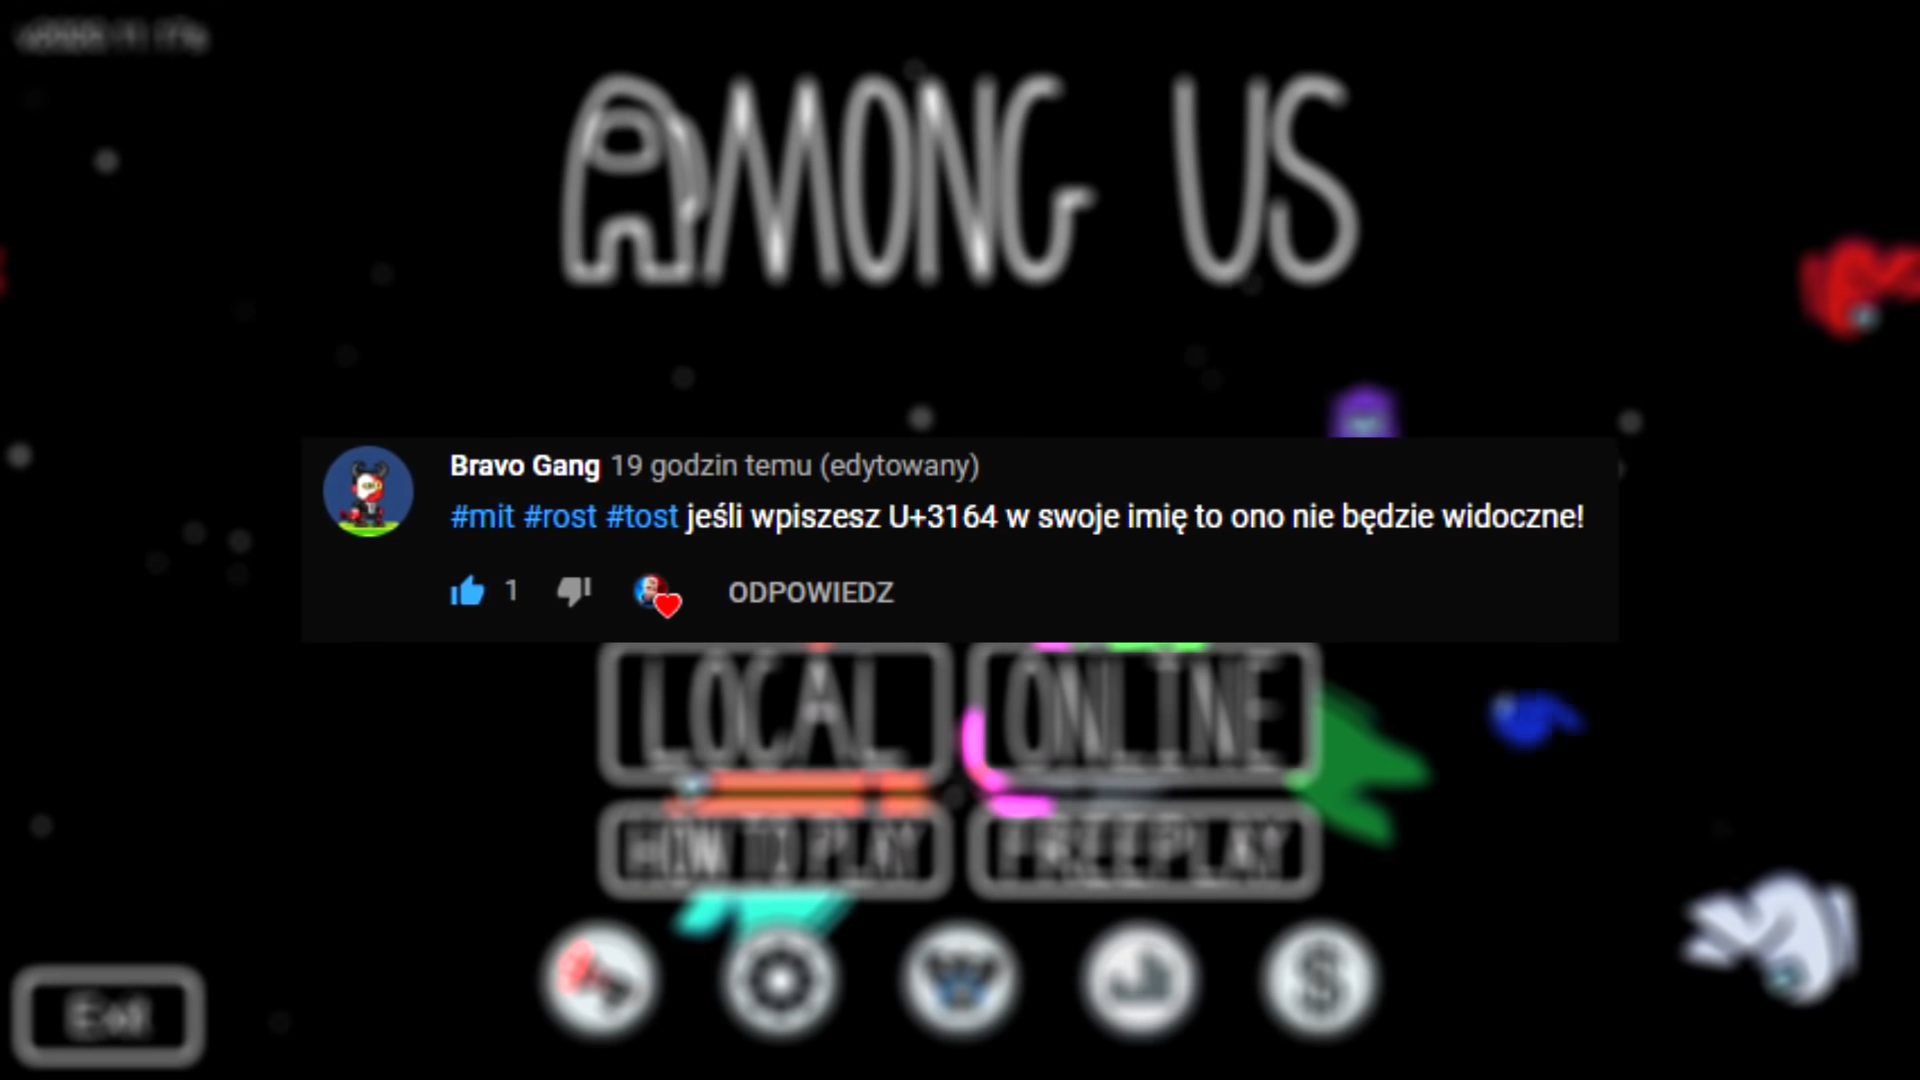 AMONG US
Bravo Gang 19 godzin temu (edytowany)
#mit #rost #tost jeśli wpiszesz U+3164 w swoje imię to ono nie będzie widoczne!
1
ODPOWIEDZ
LOCAL ONLINE
HOW TO PLAY FREEPLAY
$
Exit